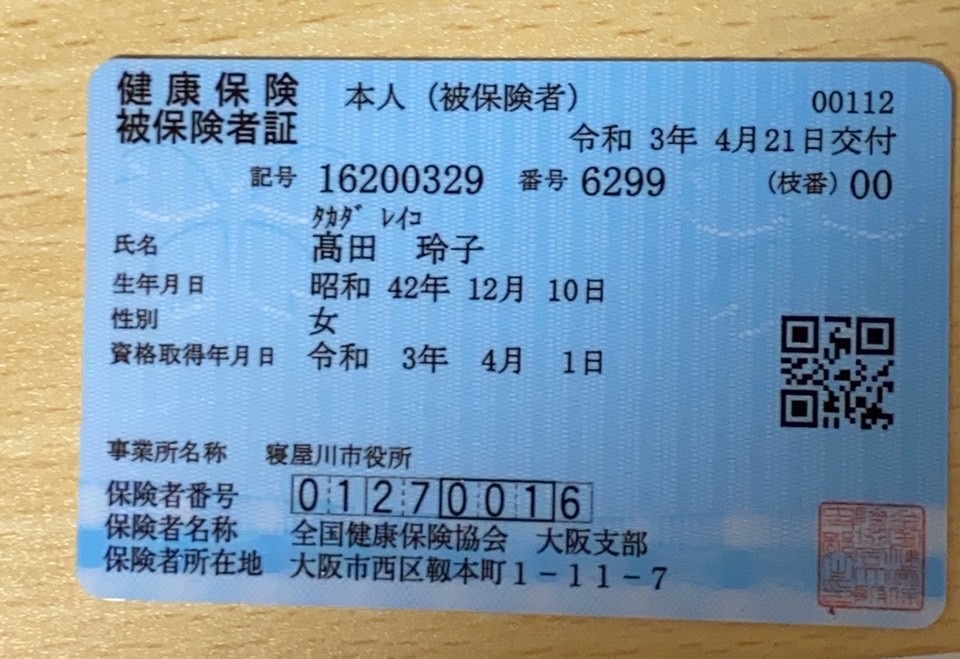 健康保険 本人（被保険者） 00112
被保険者証 令和 3年 4月21日交付
記号 16200329 番号 6299 （枝番）00
ﾀｶﾀﾞ ﾚｲｺ
氏名 髙田 玲子
生年月日 昭和 42年 12月 10日
性別 女
資格取得年月日 令和 3年 4月 1日
事業所名称 寝屋川市役所
保険者番号 01270016
保険者名称 全国健康保険協会 大阪支部
保険者所在地 大阪市西区靱本町1－11－7